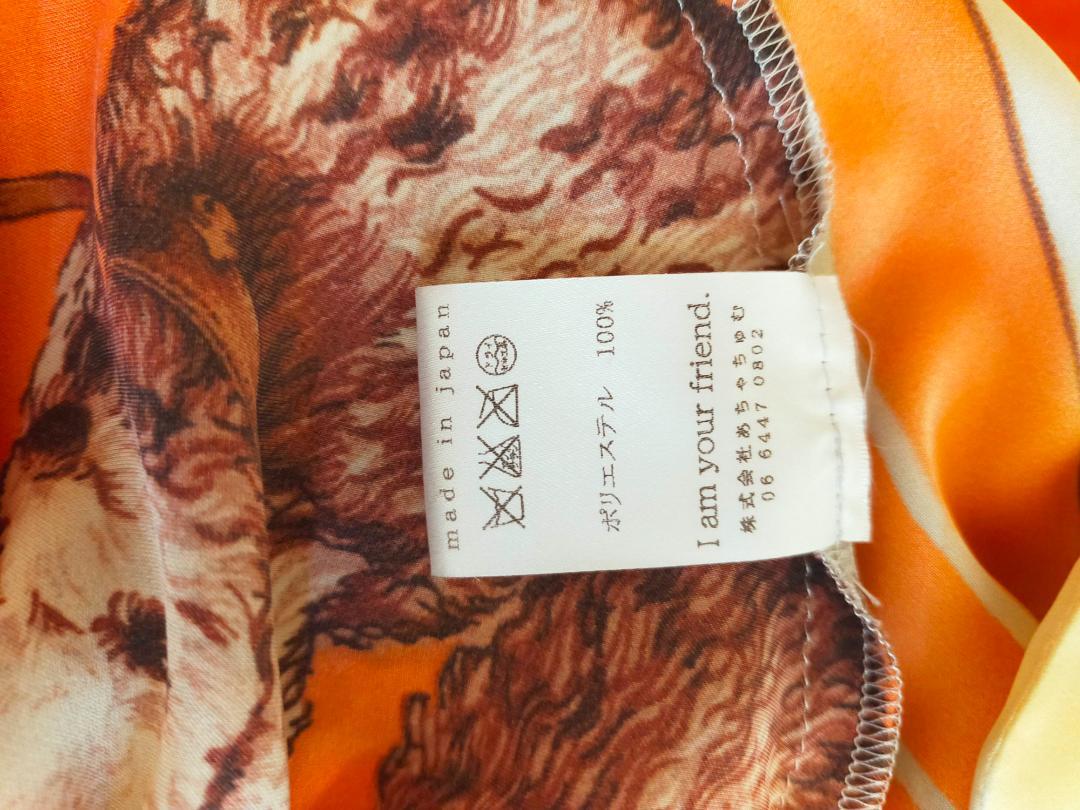 made in japan
ポリエステル 100%
I am your friend.
株式会社あちゃちゅむ
06 6447 0802